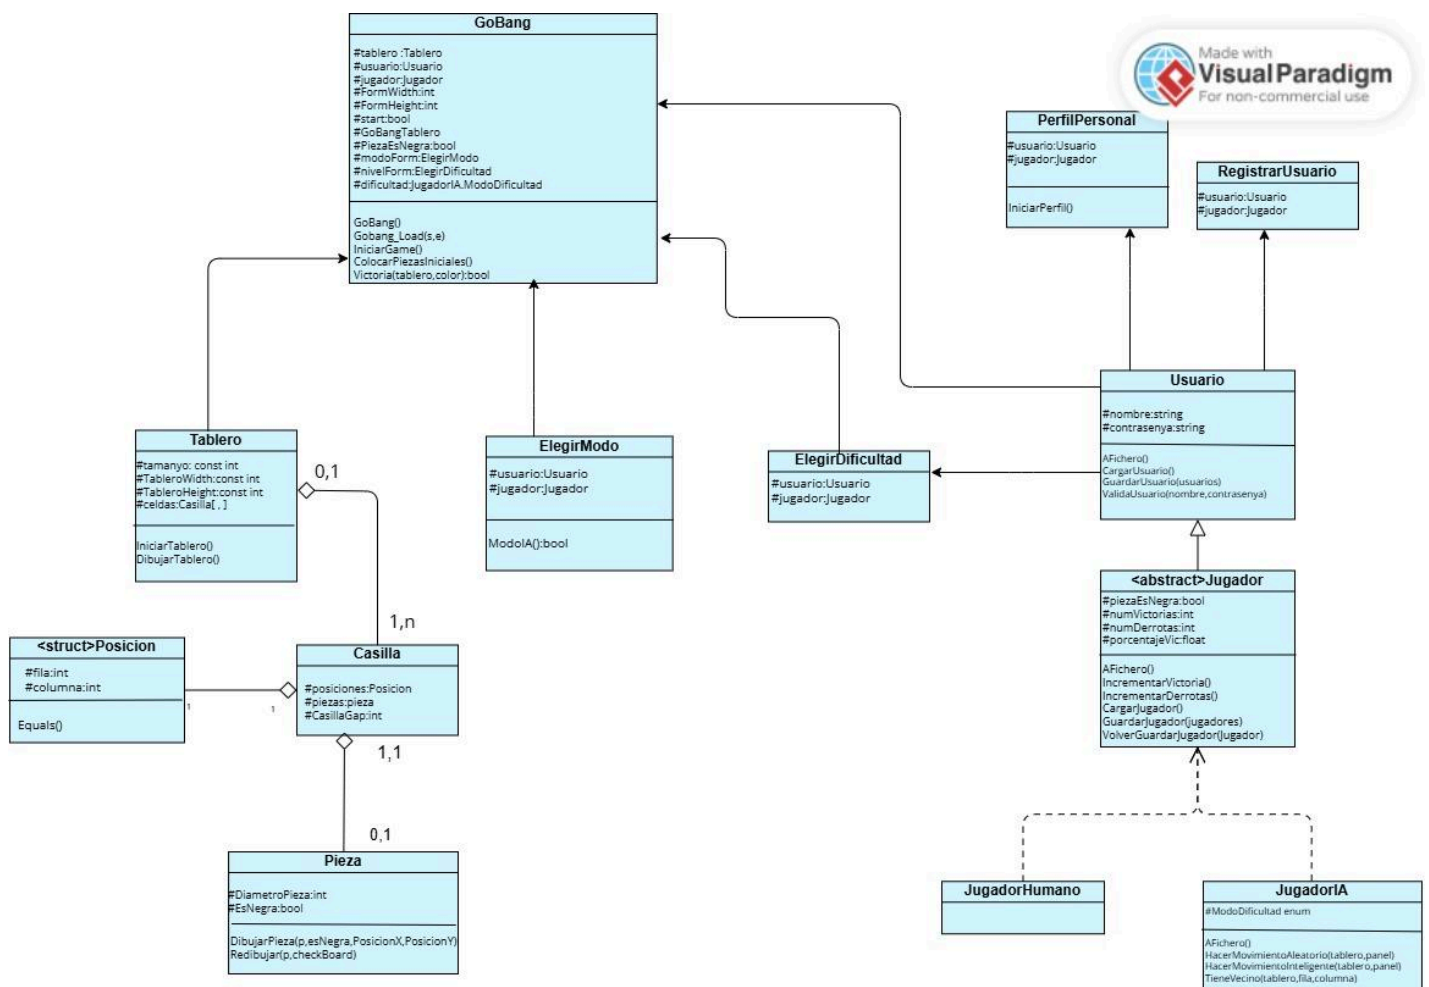 GoBang
#tablero :Tablero
#usuario:Usuario
#jugador:Jugador
#FormWidth:int
#FormHeight:int
#start:bool
#GoBangTablero
#PiezaEsNegra:bool
#modoForm:ElegirModo
#nivelForm:ElegirDificultad
#dificultad:JugadorIA.ModoDificultad
GoBang()
Gobang_Load(s,e)
IniciarGame()
ColocarPiezasIniciales()
Victoria(tablero,color):bool
Made with
Visual Paradigm
For non-commercial use
PerfilPersonal
#usuario:Usuario
#jugador:Jugador
IniciarPerfil()
RegistrarUsuario
#usuario:Usuario
#jugador:Jugador
Usuario
#nombre:string
#contrasenya:string
AFichero()
CargarUsuario()
GuardarUsuario(usuarios)
ValidaUsuario(nombre,contrasenya)
Tablero
#tamanyo: const int
#TableroWidth:const int
#TableroHeight:const int
#celdas:Casilla[ , ]
IniciarTablero()
DibujarTablero()
0,1
1,n
ElegirModo
#usuario:Usuario
#jugador:Jugador
ModoIA():bool
ElegirDificultad
#usuario:Usuario
#jugador:Jugador
<abstract>Jugador
#piezaEsNegra:bool
#numVictorias:int
#numDerrotas:int
#porcentajeVic:float
AFichero()
IncrementarVictoria()
IncrementarDerrotas()
CargarJugador()
GuardarJugador(jugadores)
VolverGuardarJugador(Jugador)
<struct>Posicion
#fila:int
#columna:int
Equals()
1
1
Casilla
#posiciones:Posicion
#piezas:pieza
#CasillaGap:int
1,1
0,1
Pieza
#DiametroPieza:int
#EsNegra:bool
DibujarPieza(p,esNegra,PosicionX,PosicionY)
Redibujar(p,checkBoard)
JugadorHumano
JugadorIA
#ModoDificultad enum
AFichero()
HacerMovimientoAleatorio(tablero,panel)
HacerMovimientoInteligente(tablero,panel)
TieneVecino(tablero,fila,columna)